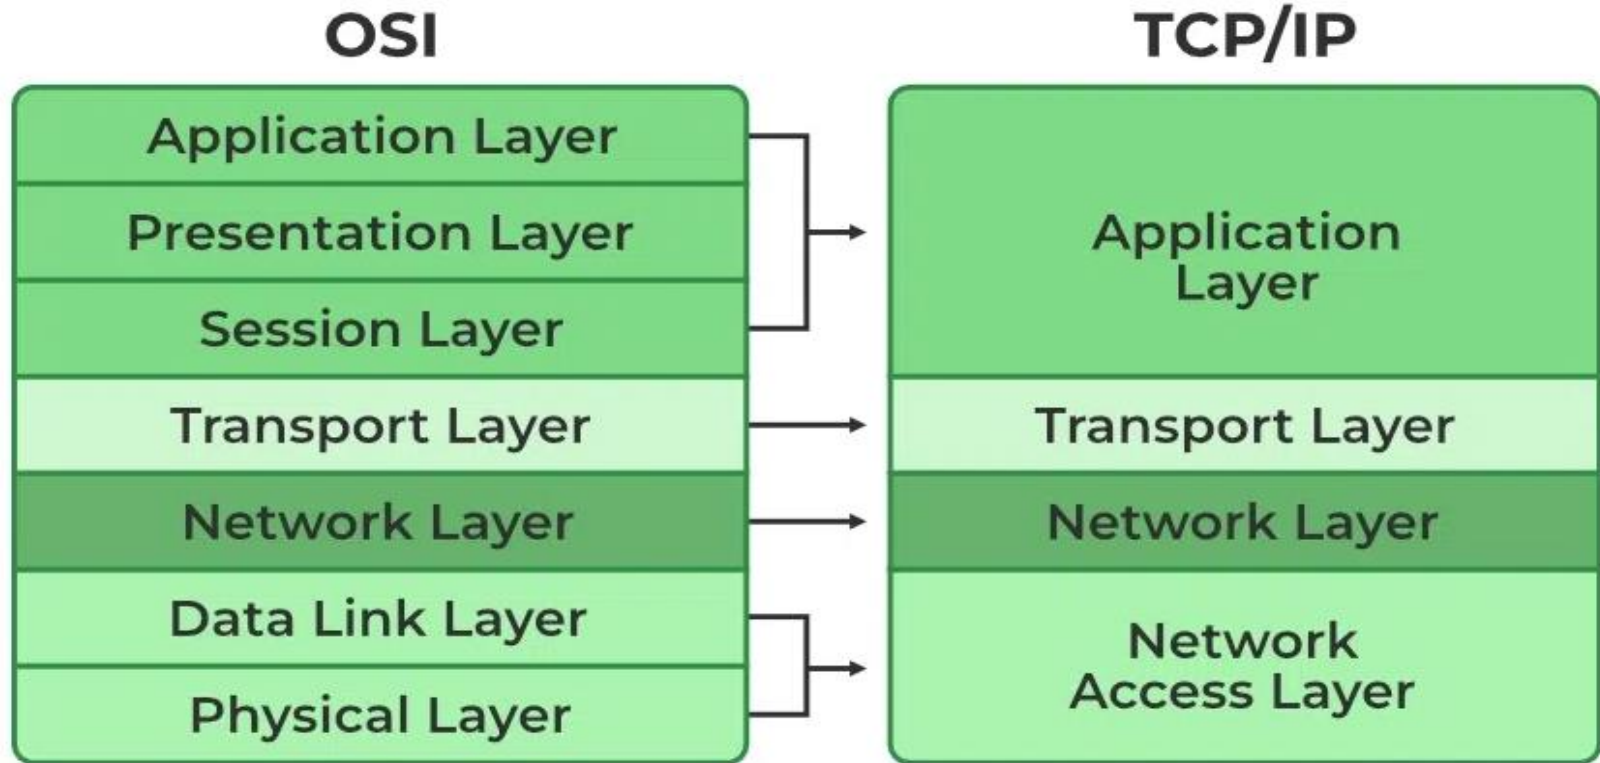 OSI
TCP/IP
Application Layer
Presentation Layer
Session Layer
Transport Layer
Network Layer
Data Link Layer
Physical Layer
Application
Layer
Transport Layer
Network Layer
Network
Access Layer